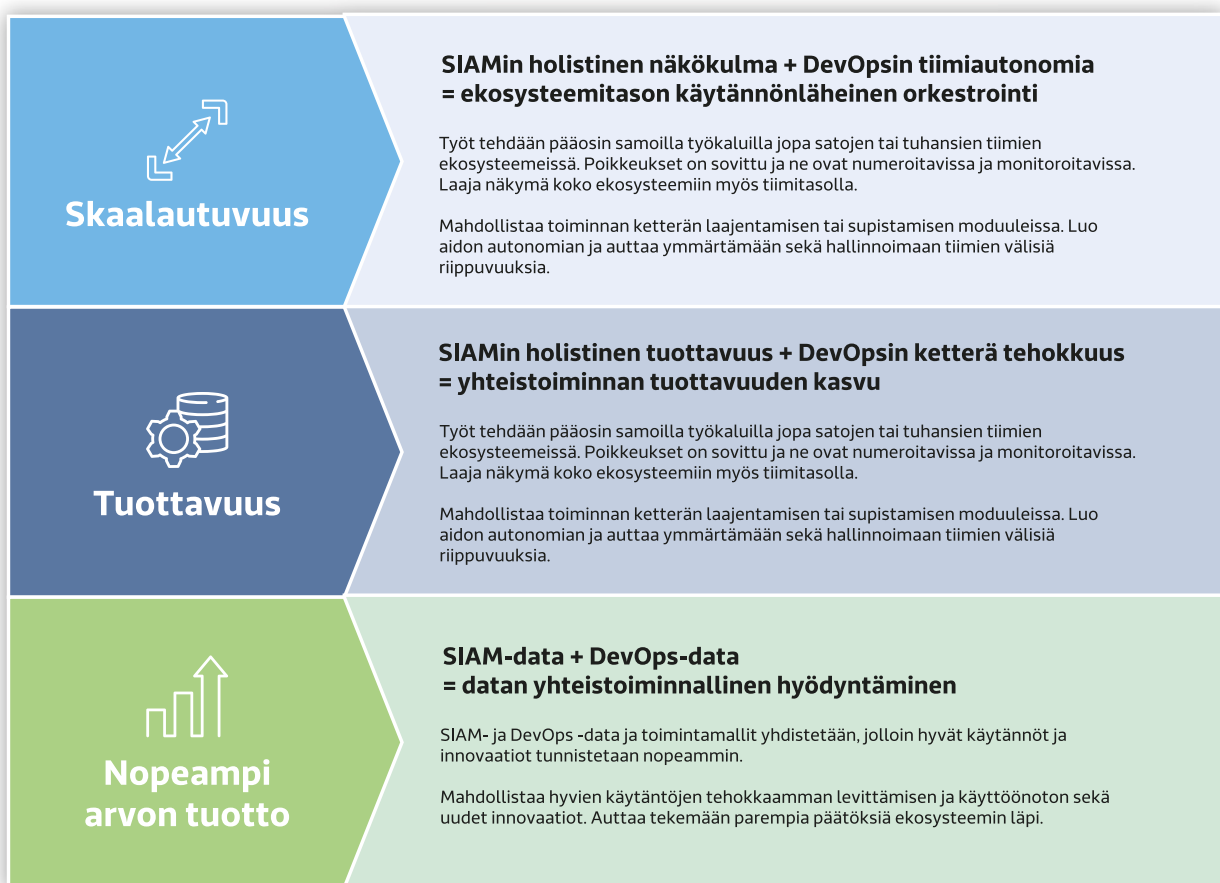 Skaalautuvuus
SIAMin holistinen näkökulma + DevOpsin tiimiautonomia
= ekosysteemitason käytännönläheinen orkestrointi
Työt tehdään pääosin samoilla työkaluilla jopa satojen tai tuhansien tiimien
ekosysteemeissä. Poikkeukset on sovittu ja ne ovat numeroitavissa ja monitoroitavissa.
Laaja näkymä koko ekosysteemiin myös tiimitasolla.
Mahdollistaa toiminnan ketterän laajentamisen tai supistamisen moduuleissa. Luo
aidon autonomian ja auttaa ymmärtämään sekä hallinnoimaan tiimien välisiä
riippuvuuksia.
Tuottavuus
SIAMin holistinen tuottavuus + DevOpsin ketterä tehokkuus
= yhteistoiminnan tuottavuuden kasvu
Työt tehdään pääosin samoilla työkaluilla jopa satojen tai tuhansien tiimien
ekosysteemeissä. Poikkeukset on sovittu ja ne ovat numeroitavissa ja monitoroitavissa.
Laaja näkymä koko ekosysteemiin myös tiimitasolla.
Mahdollistaa toiminnan ketterän laajentamisen tai supistamisen moduuleissa. Luo
aidon autonomian ja auttaa ymmärtämään sekä hallinnoimaan tiimien välisiä
riippuvuuksia.
Nopeampi
arvon tuotto
SIAM-data + DevOps-data
= datan yhteistoiminnallinen hyödyntäminen
SIAM- ja DevOps -data ja toimintamallit yhdistetään, jolloin hyvät käytännöt ja
innovaatiot tunnistetaan nopeammin.
Mahdollistaa hyvien käytäntöjen tehokkaamman levittämisen ja käyttöönoton sekä
uudet innovaatiot. Auttaa tekemään parempia päätöksiä ekosysteemin läpi.